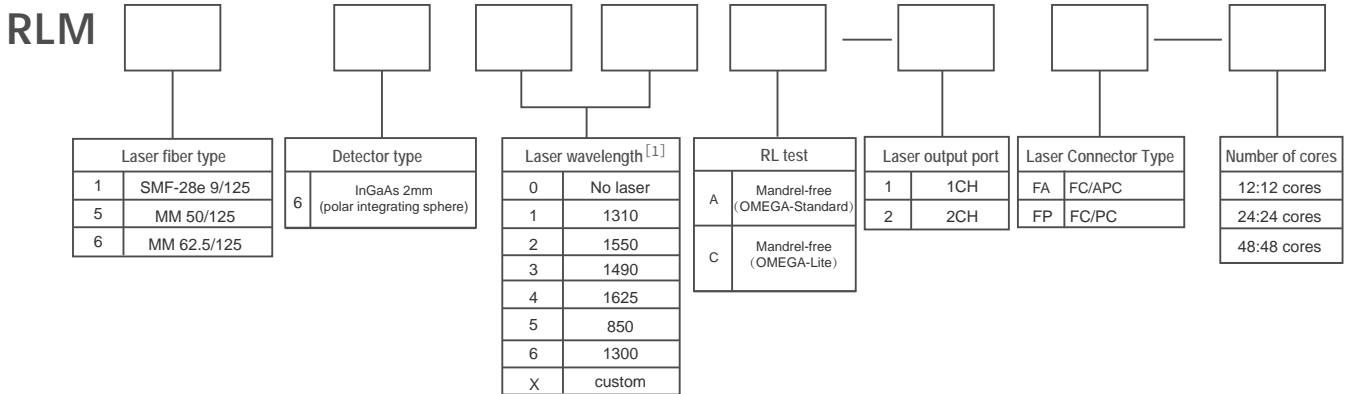 RLM
Laser fiber type
1 SMF-28e 9/125
5 MM 50/125
6 MM 62.5/125
Detector type
6 InGaAs 2mm
(polar integrating sphere)
Laser wavelength[1]
0 No laser
1 1310
2 1550
3 1490
4 1625
5 850
6 1300
X custom
RL test
A Mandrel-free
(OMEGA-Standard)
C Mandrel-free
(OMEGA-Lite)
Laser output port
1 1CH
2 2CH
Laser Connector Type
FA FC/APC
FP FC/PC
Number of cores
12:12 cores
24:24 cores
48:48 cores